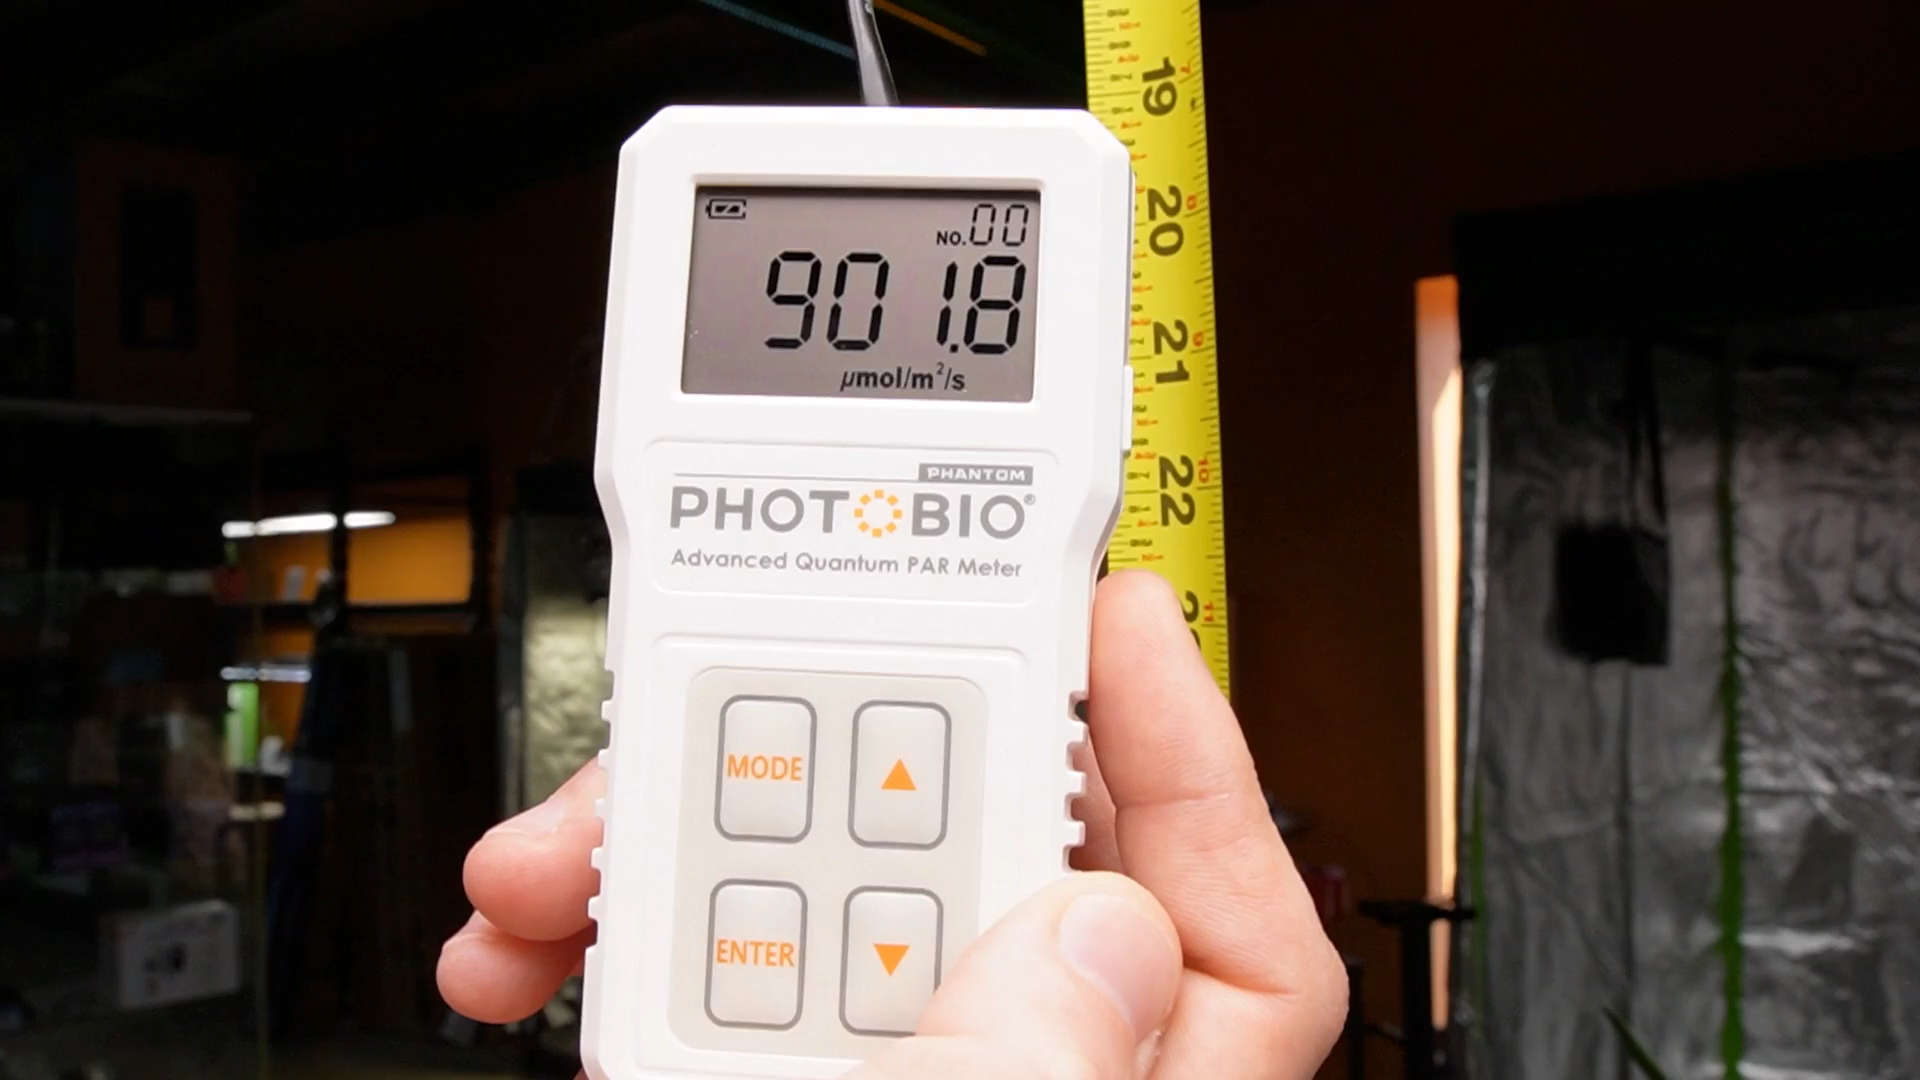 NO.00
901.8
µmol/m²/s
PHANTOM
PHOTOBIO®
Advanced Quantum PAR Meter
MODE
ENTER
19
20
21
22